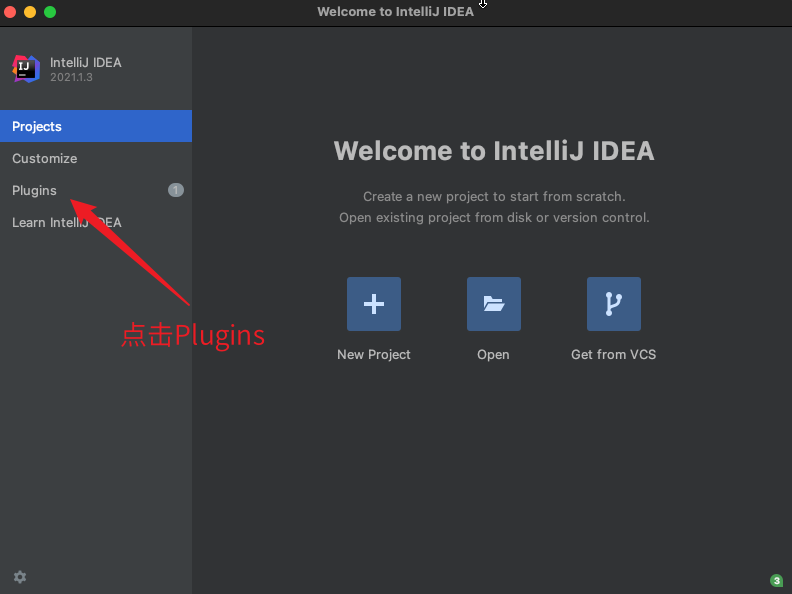 Welcome to IntelliJ IDEA
IJ
IntelliJ IDEA
2021.1.3
Projects
Customize
Plugins
1
Learn IntelliJ IDEA
点击Plugins
Welcome to IntelliJ IDEA
Create a new project to start from scratch.
Open existing project from disk or version control.
New Project
Open
Get from VCS
3